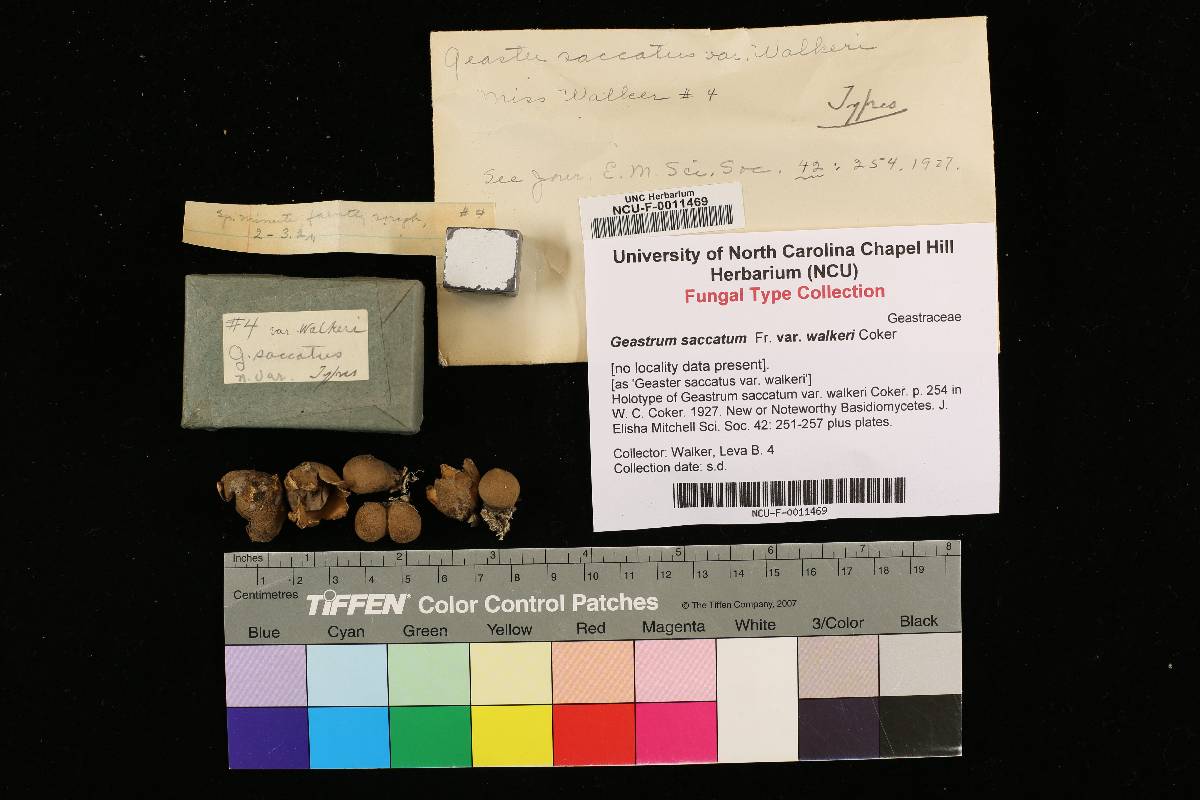 Geaster saccatus var. Walkeri
Miss Walker # 4
Types
See Jour. E. M. Sci. Soc. 42: 254. 1927.
UNC Herbarium
NCU-F-0011469
Sp. minute faintly rough, #4
2-3.2µ
#4 var. Walkeri
G. saccatus
n. var. Types
University of North Carolina Chapel Hill
Herbarium (NCU)
Fungal Type Collection
Geastraceae
Geastrum saccatum Fr. var. walkeri Coker
[no locality data present].
[as 'Geaster saccatus var. walkeri']
Holotype of Geastrum saccatum var. walkeri Coker. p. 254 in
W. C. Coker. 1927. New or Noteworthy Basidiomycetes. J.
Elisha Mitchell Sci. Soc. 42: 251-257 plus plates.
Collector: Walker, Leva B. 4
Collection date: s.d.
NCU-F-0011469
Inches 1 2 3 4 5 6 7 8
1 2 3 4 5 6 7 8 9 10 11 12 13 14 15 16 17 18 19
Centimetres
TIFFEN® Color Control Patches © The Tiffen Company, 2007
Blue Cyan Green Yellow Red Magenta White 3/Color Black